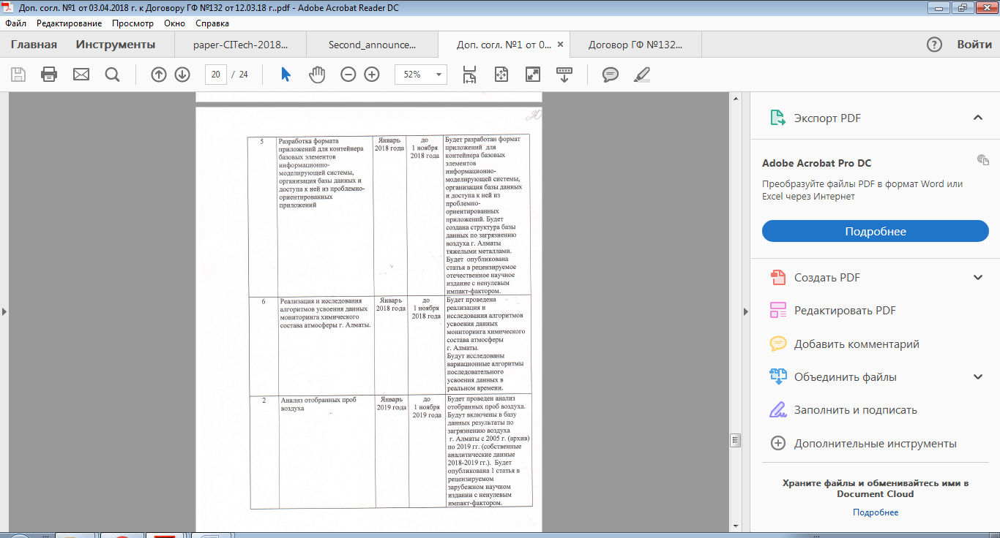 Доп. согл. №1 от 03.04.2018 г. к Договору ГФ №132 от 12.03.18 г..pdf - Adobe Acrobat Reader DC
Файл Редактирование Просмотр Окно Справка
Главная Инструменты paper-CITech-2018... Second_announce... Доп. согл. №1 от 0... Договор ГФ №132... Войти
20 / 24 52%
20
5
Разработка формата
приложений для контейнера
базовых элементов
информационно-
моделирующей системы,
организация базы данных и
доступа к ней из проблемно-
ориентированных
приложений
Январь
2018 года
до
1 ноября
2018 года
Будет разработан формат
приложений для
контейнера базовых
элементов
информационно-
моделирующей системы,
организация базы данных
и доступа к ней из
проблемно-
ориентированных
приложений. Будет
создана структура базы
данных по загрязнению
воздуха г. Алматы
тяжелыми металлами.
Будет опубликована
статья в рецензируемое
отечественное научное
издание с ненулевым
импакт-фактором.
6
Реализация и исследования
алгоритмов усвоения данных
мониторинга химического
состава атмосферы г. Алматы.
Январь
2018 года
до
1 ноября
2018 года
Будет проведена
реализация и
исследования алгоритмов
усвоения данных
мониторинга химического
состава атмосферы
г. Алматы.
Будут исследованы
вариационные алгоритмы
последовательного
усвоения данных в
реальном времени.
2
Анализ отобранных проб
воздуха
Январь
2019 года
до
1 ноября
2019 года
Будет проведен анализ
отобранных проб воздуха.
Будут включены в базу
данных результаты по
загрязнению воздуха
г. Алматы с 2005 г. (архив)
по 2019 гг. (собственные
аналитические данные
2018-2019 гг.). Будет
опубликована 1 статья в
рецензируемом
зарубежном научном
издании с ненулевым
импакт-фактором.
Экспорт PDF
Adobe Acrobat Pro DC
Преобразуйте файлы PDF в формат Word или
Excel через Интернет
Подробнее
Создать PDF
Редактировать PDF
Добавить комментарий
Объединить файлы
Заполнить и подписать
Дополнительные инструменты
Храните файлы и обменивайтесь ими в
Document Cloud
Подробнее